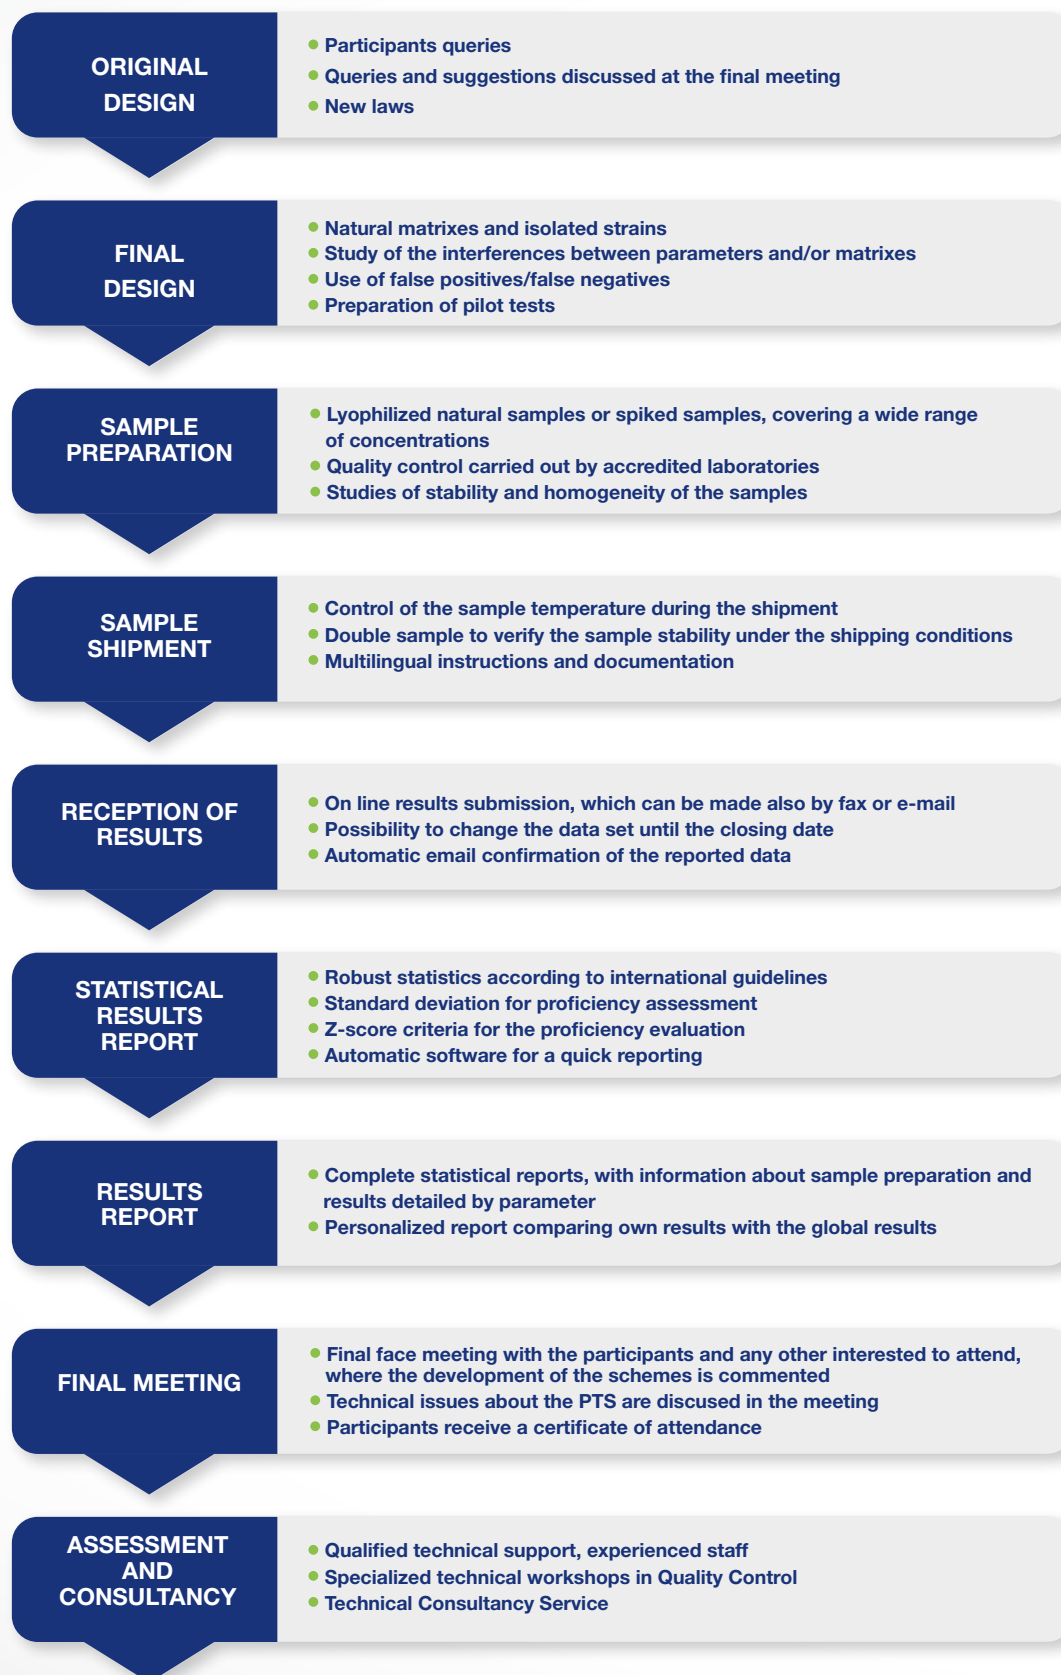 ORIGINAL
DESIGN
• Participants queries
• Queries and suggestions discussed at the final meeting
• New laws
FINAL
DESIGN
• Natural matrixes and isolated strains
• Study of the interferences between parameters and/or matrixes
• Use of false positives/false negatives
• Preparation of pilot tests
SAMPLE
PREPARATION
• Lyophilized natural samples or spiked samples, covering a wide range
of concentrations
• Quality control carried out by accredited laboratories
• Studies of stability and homogeneity of the samples
SAMPLE
SHIPMENT
• Control of the sample temperature during the shipment
• Double sample to verify the sample stability under the shipping conditions
• Multilingual instructions and documentation
RECEPTION OF
RESULTS
• On line results submission, which can be made also by fax or e-mail
• Possibility to change the data set until the closing date
• Automatic email confirmation of the reported data
STATISTICAL
RESULTS
REPORT
• Robust statistics according to international guidelines
• Standard deviation for proficiency assessment
• Z-score criteria for the proficiency evaluation
• Automatic software for a quick reporting
RESULTS
REPORT
• Complete statistical reports, with information about sample preparation and
results detailed by parameter
• Personalized report comparing own results with the global results
FINAL MEETING
• Final face meeting with the participants and any other interested to attend,
where the development of the schemes is commented
• Technical issues about the PTS are discused in the meeting
• Participants receive a certificate of attendance
ASSESSMENT
AND
CONSULTANCY
• Qualified technical support, experienced staff
• Specialized technical workshops in Quality Control
• Technical Consultancy Service